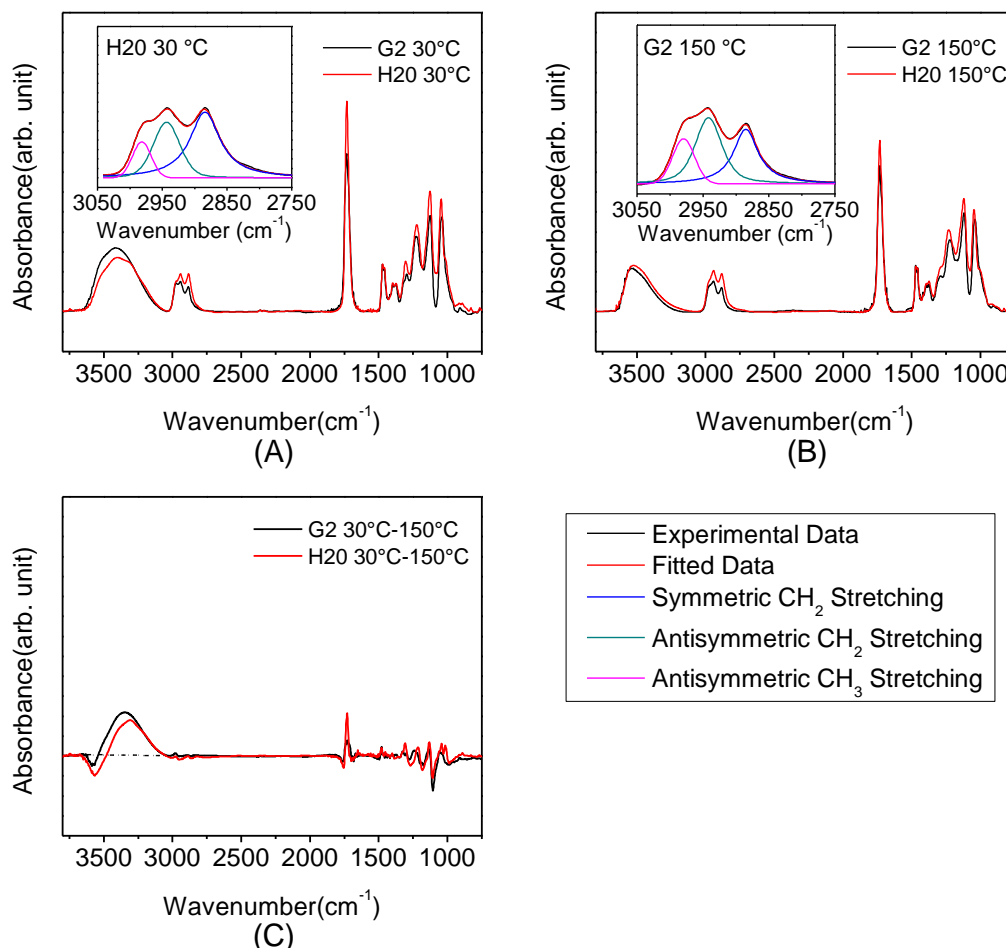 H20 30 °C
G2 30°C
H20 30°C
Absorbance(arb. unit)
3050 2950 2850 2750
Wavenumber (cm-1)
3500 3000 2500 2000 1500 1000
Wavenumber(cm-1)
(A)
G2 150 °C
G2 150°C
H20 150°C
Absorbance(arb. unit)
3050 2950 2850 2750
Wavenumber (cm-1)
3500 3000 2500 2000 1500 1000
Wavenumber(cm-1)
(B)
G2 30°C-150°C
H20 30°C-150°C
Absorbance(arb. unit)
3500 3000 2500 2000 1500 1000
Wavenumber(cm-1)
(C)
Experimental Data
Fitted Data
Symmetric CH2 Stretching
Antisymmetric CH2 Stretching
Antisymmetric CH3 Stretching